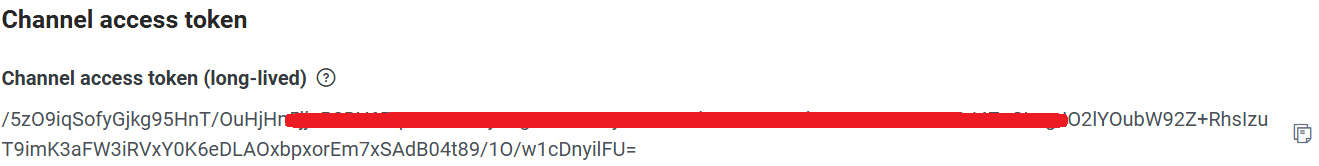 Channel access token
Channel access token (long-lived)
/5zO9iqSofyGjkg95HnT/OuHjHn O2lYOubW92Z+RhsIzu
T9imK3aFW3iRVxY0K6eDLAOxbpxorEm7xSAdB04t89/1O/w1cDnyilFU=